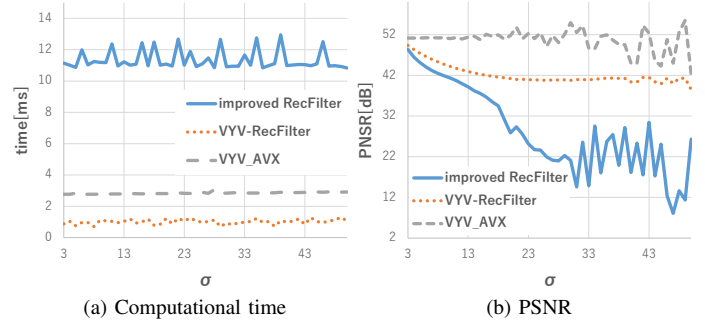 14
12
10
8
6
4
2
0
time[ms]
improved RecFilter
VYV-RecFilter
VYV_AVX
3 13 23 33 43
σ
(a) Computational time
52
42
32
22
12
2
PNSR[dB]
improved RecFilter
VYV-RecFilter
VYV_AVX
3 13 23 33 43
σ
(b) PSNR